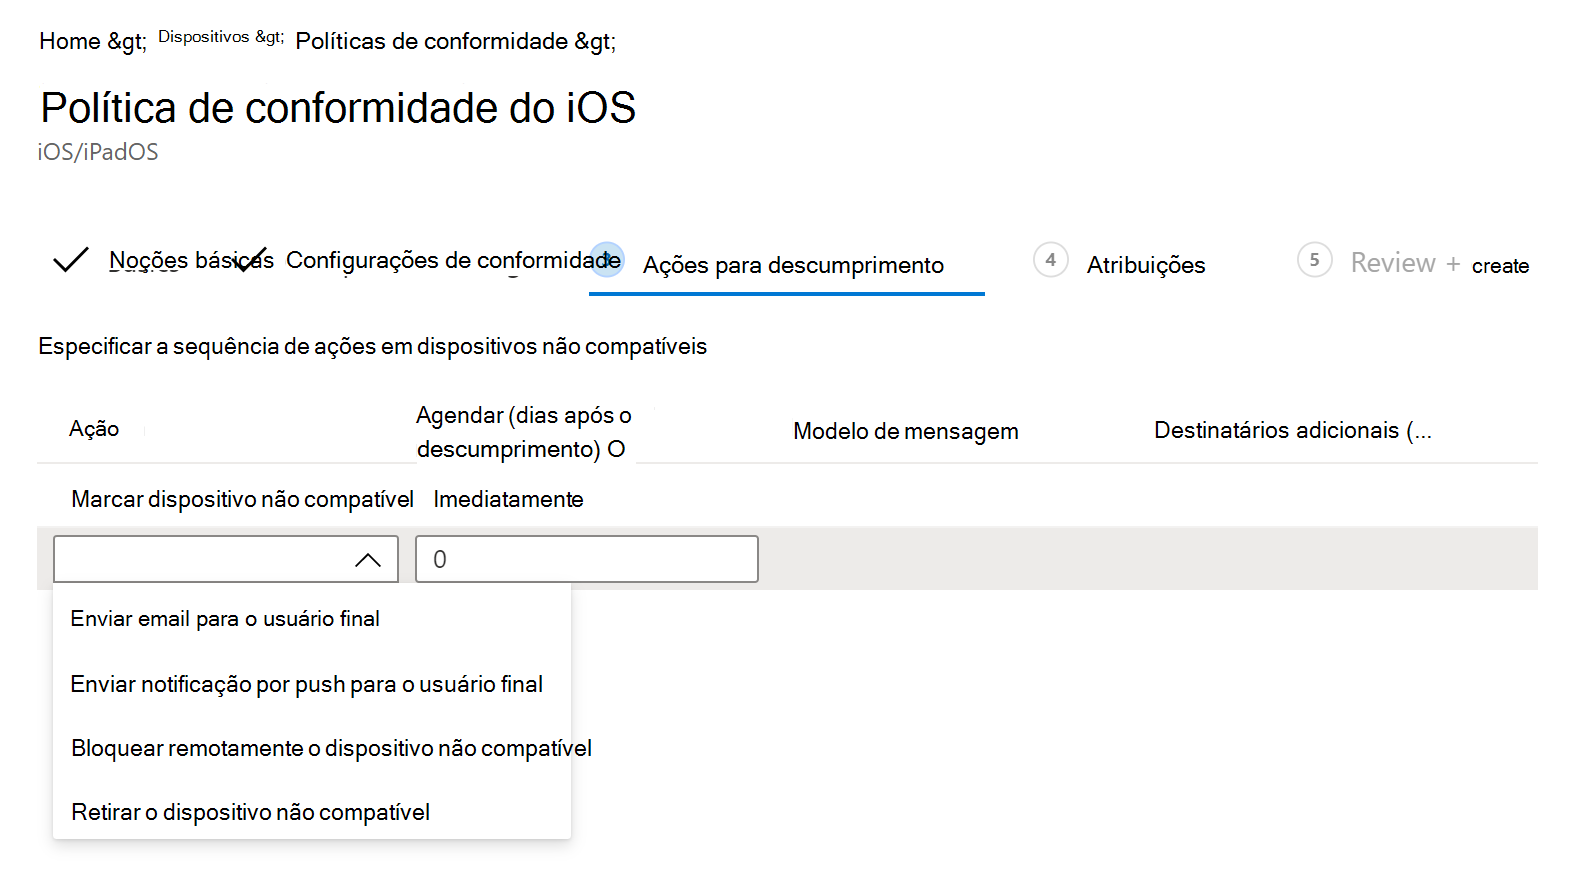 Home &gt; Dispositivos &gt; Políticas de conformidade &gt;
Política de conformidade do iOS
iOS/iPadOS
Noções básicas Configurações de conformidade Ações para descumprimento 4 Atribuições 5 Review + create
Especificar a sequência de ações em dispositivos não compatíveis
Ação
Agendar (dias após o
descumprimento) O
Modelo de mensagem
Destinatários adicionais (...
Marcar dispositivo não compatível Imediatamente
0
Enviar email para o usuário final
Enviar notificação por push para o usuário final
Bloquear remotamente o dispositivo não compatível
Retirar o dispositivo não compatível